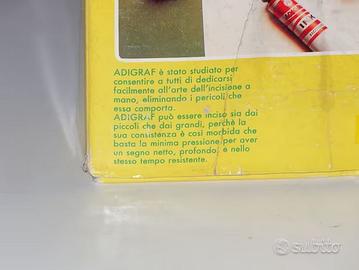 ADIGRAF è stato studiato per
consentire a tutti di dedicarsi
facilmente all'arte dell'incisione a
mano, eliminando i pericoli che
essa comporta.
ADIGRAF può essere inciso sia dai
piccoli che dai grandi, perchè la
sua consistenza è così morbida che
basta la minima pressione per aver
un segno netto, profondo, e nello
stesso tempo resistente.
subito